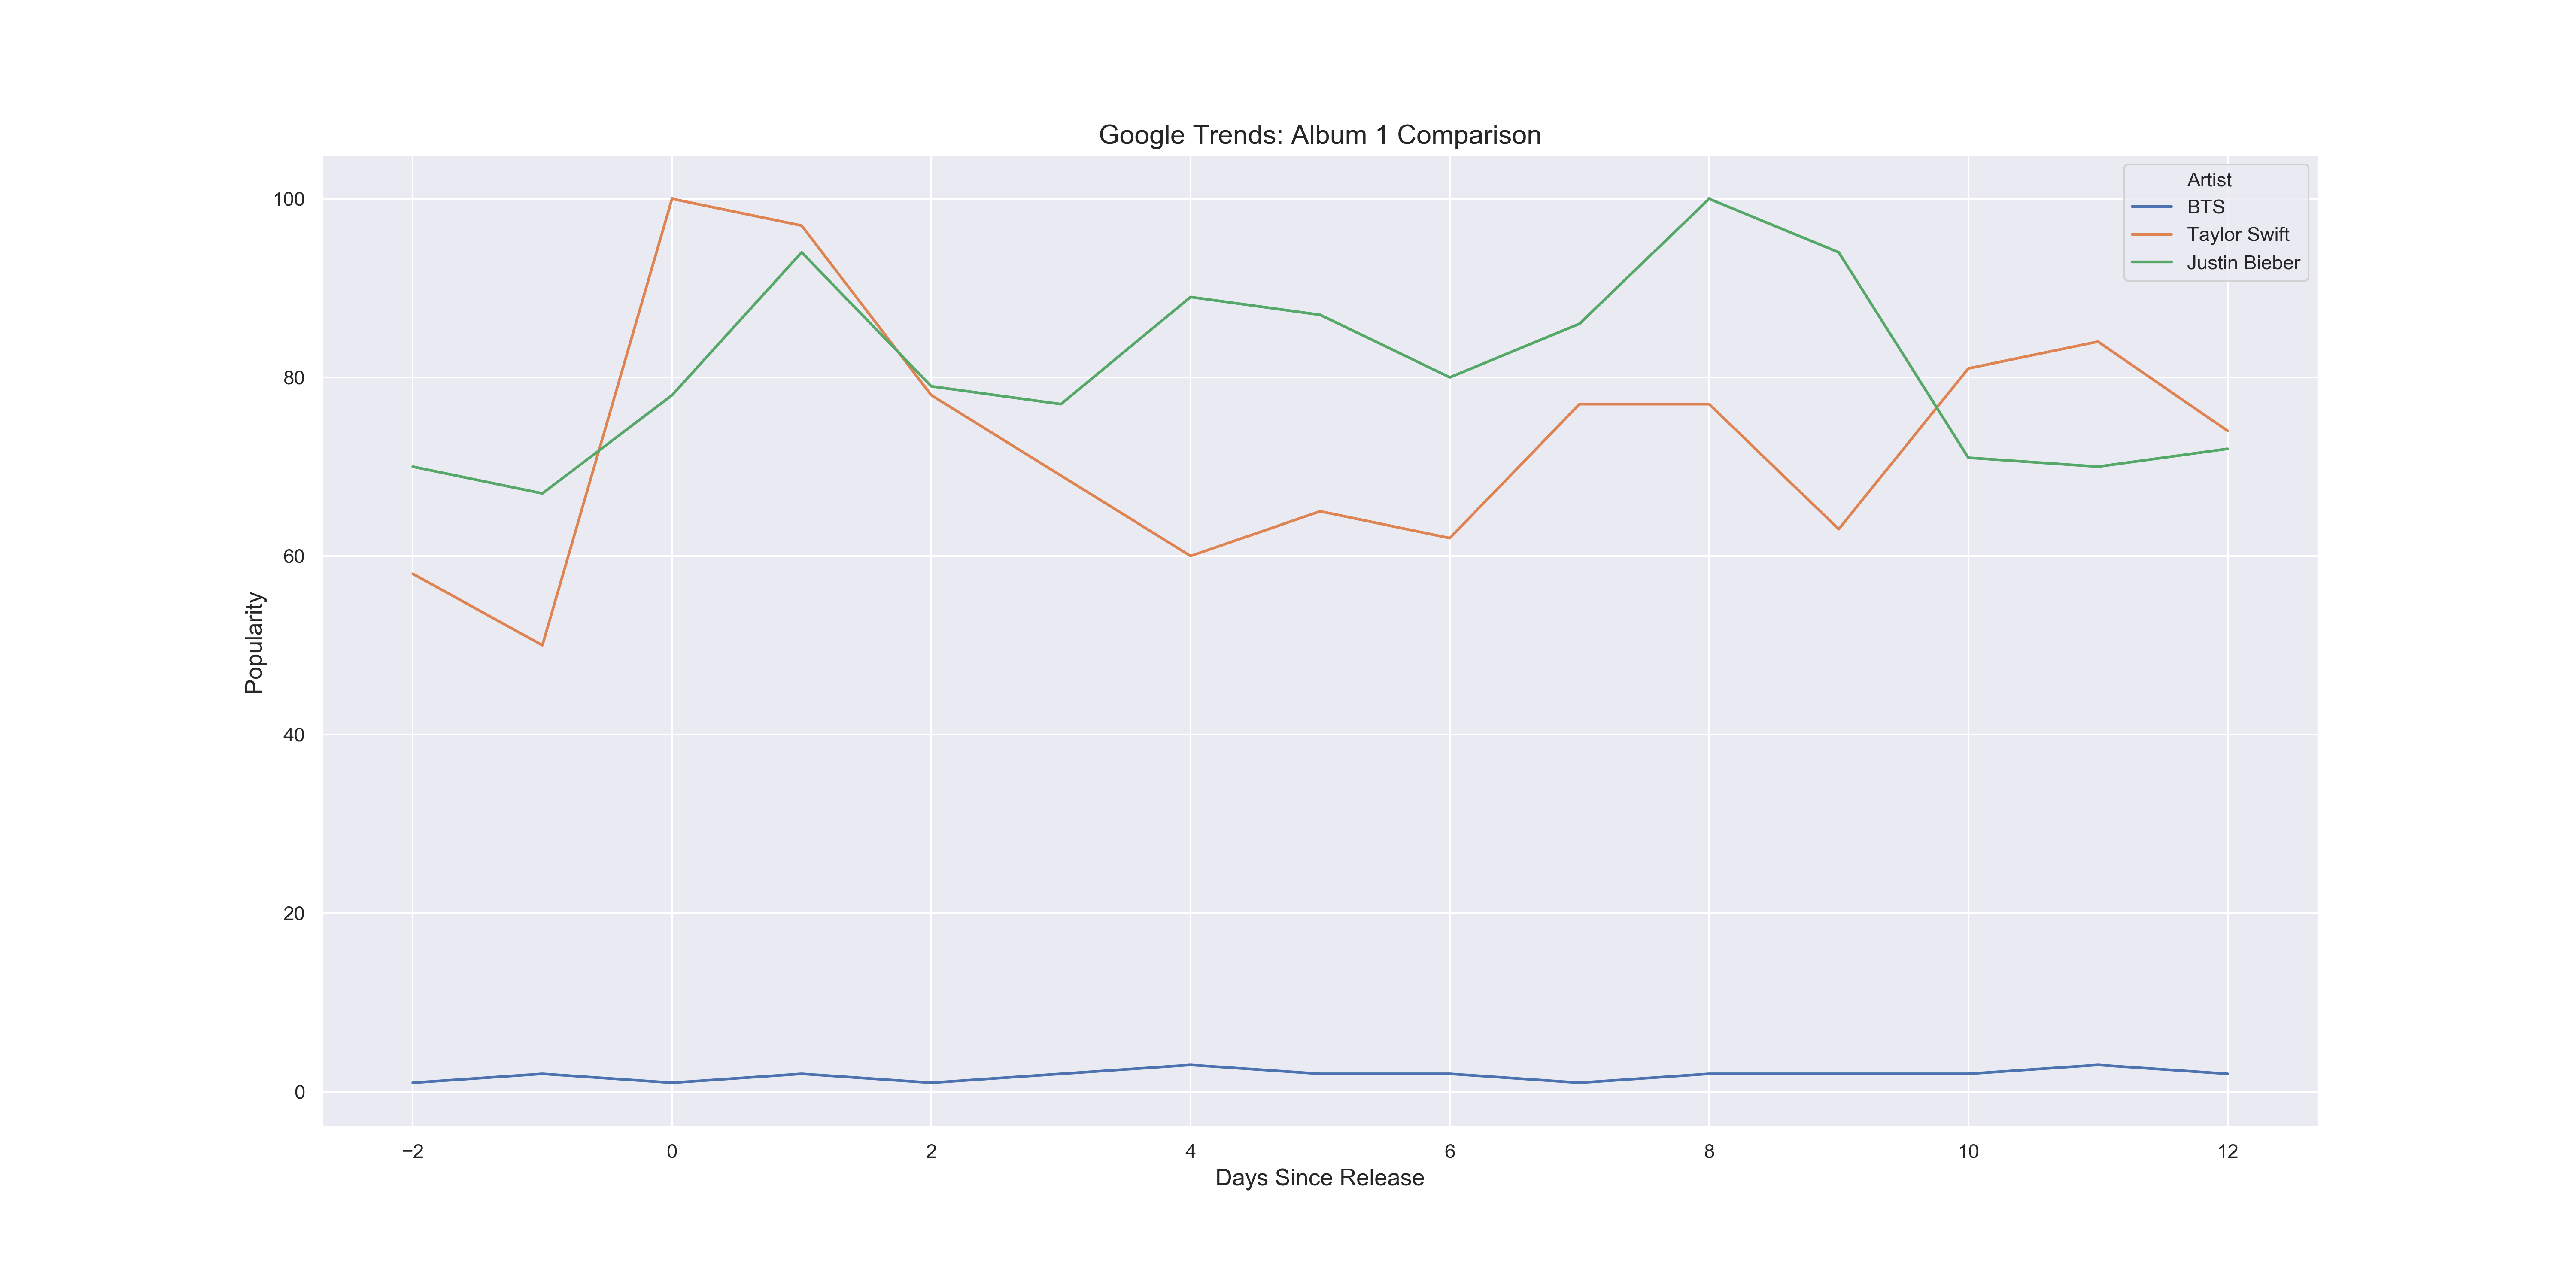 Google Trends: Album 1 Comparison
Artist
BTS
Taylor Swift
Justin Bieber
Popularity
100
80
60
40
20
0
−2 0 2 4 6 8 10 12
Days Since Release